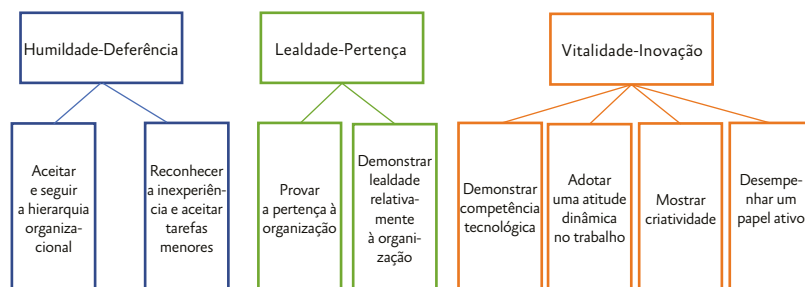 Humildade-Deferência
Lealdade-Pertença
Vitalidade-Inovação
Aceitar
e seguir
a hierarquia
organiza-
cional
Reconhecer
a inexperiên-
cia e aceitar
tarefas
menores
Provar
a pertença à
organização
Demonstrar
lealdade
relativa-
mente
à organi-
zação
Demonstrar
competência
tecnológica
Adotar
uma atitude
dinâmica
no trabalho
Mostrar
criatividade
Desempe-
nhar um
papel ativo